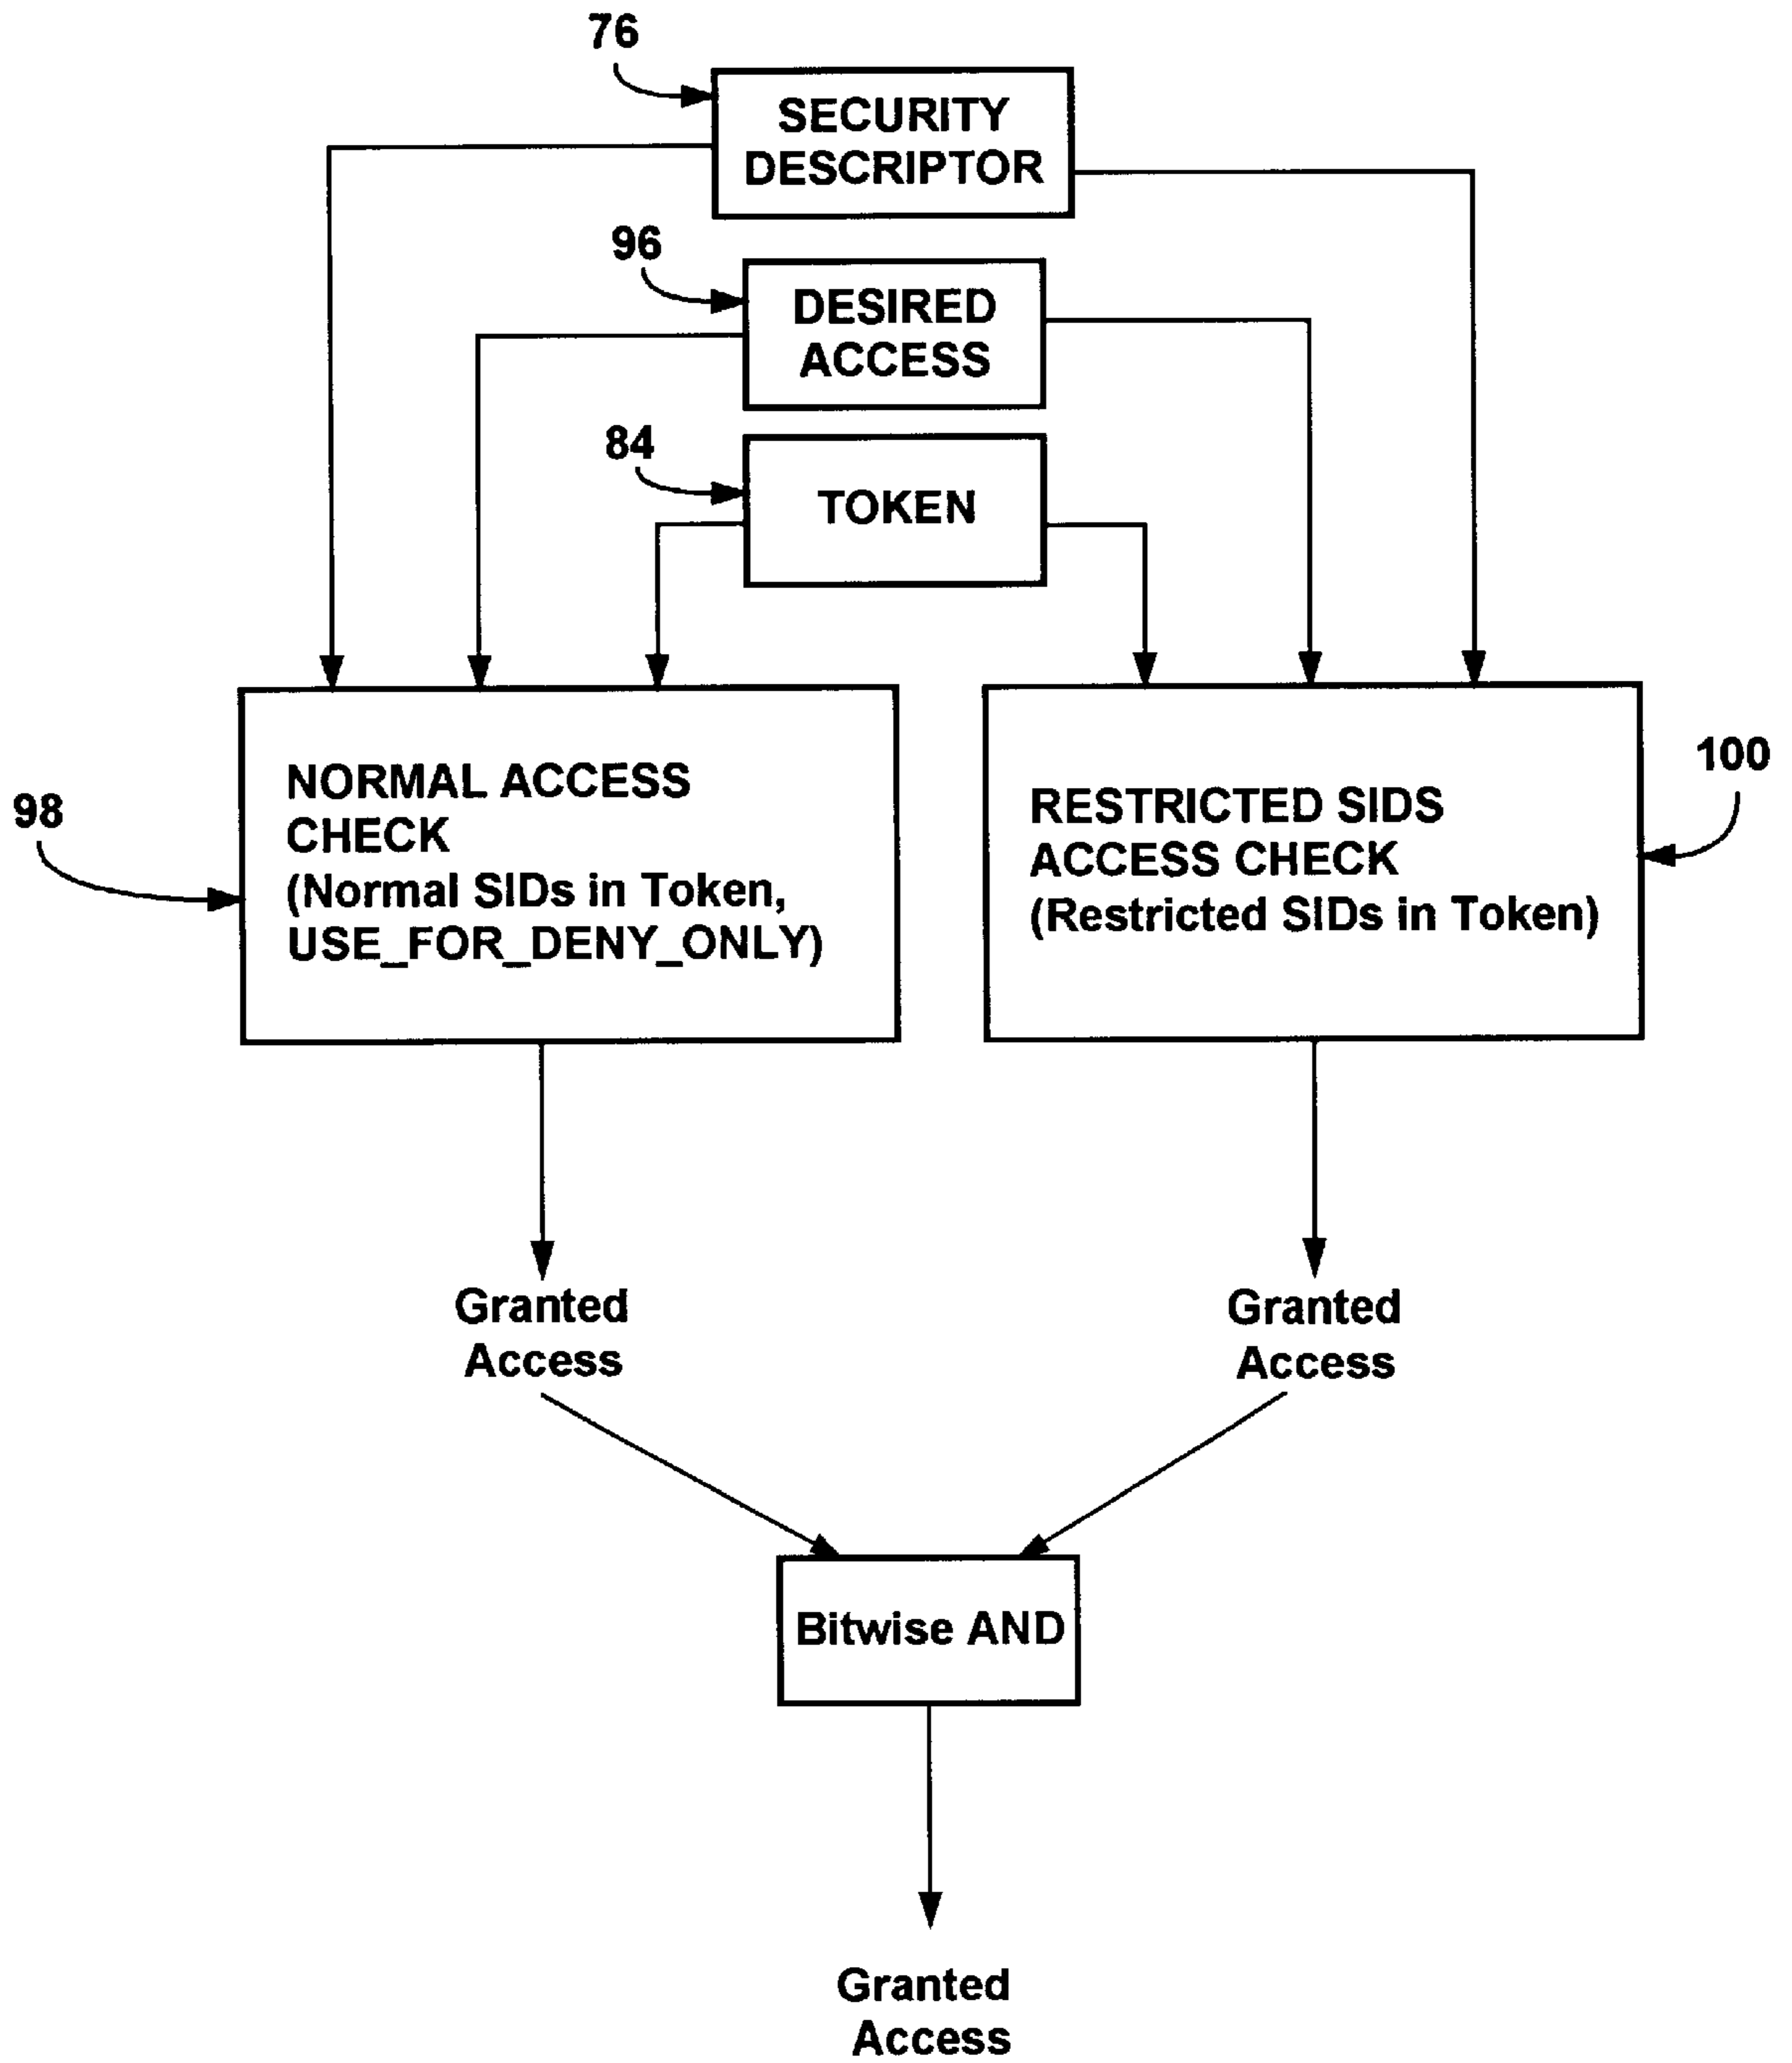 76
SECURITY
DESCRIPTOR
96
DESIRED
ACCESS
84
TOKEN
98
NORMAL ACCESS
CHECK
(Normal SIDs in Token,
USE_FOR_DENY_ONLY)
100
RESTRICTED SIDS
ACCESS CHECK
(Restricted SIDs in Token)
Granted
Access
Granted
Access
Bitwise AND
Granted
Access